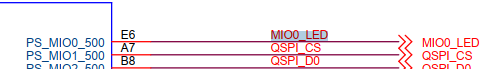 PS_MIO0_500 E6 MIO0_LED MIO0_LED
PS_MIO1_500 A7 QSPI_CS QSPI_CS
PS_MIO2_500 B8 QSPI_D0 QSPI_D0